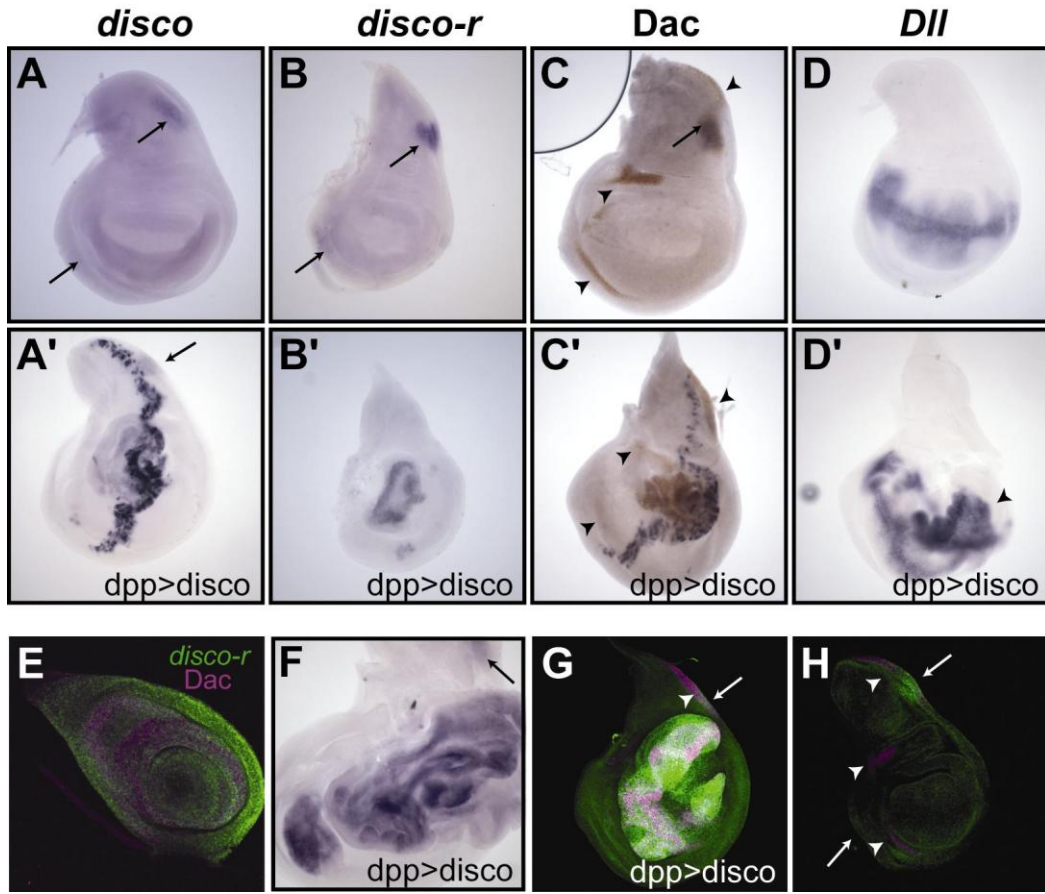 disco disco-r Dac Dll
A B C D
A' B' C' D'
dpp>disco dpp>disco dpp>disco dpp>disco
E disco-r F G H
Dac
dpp>disco dpp>disco